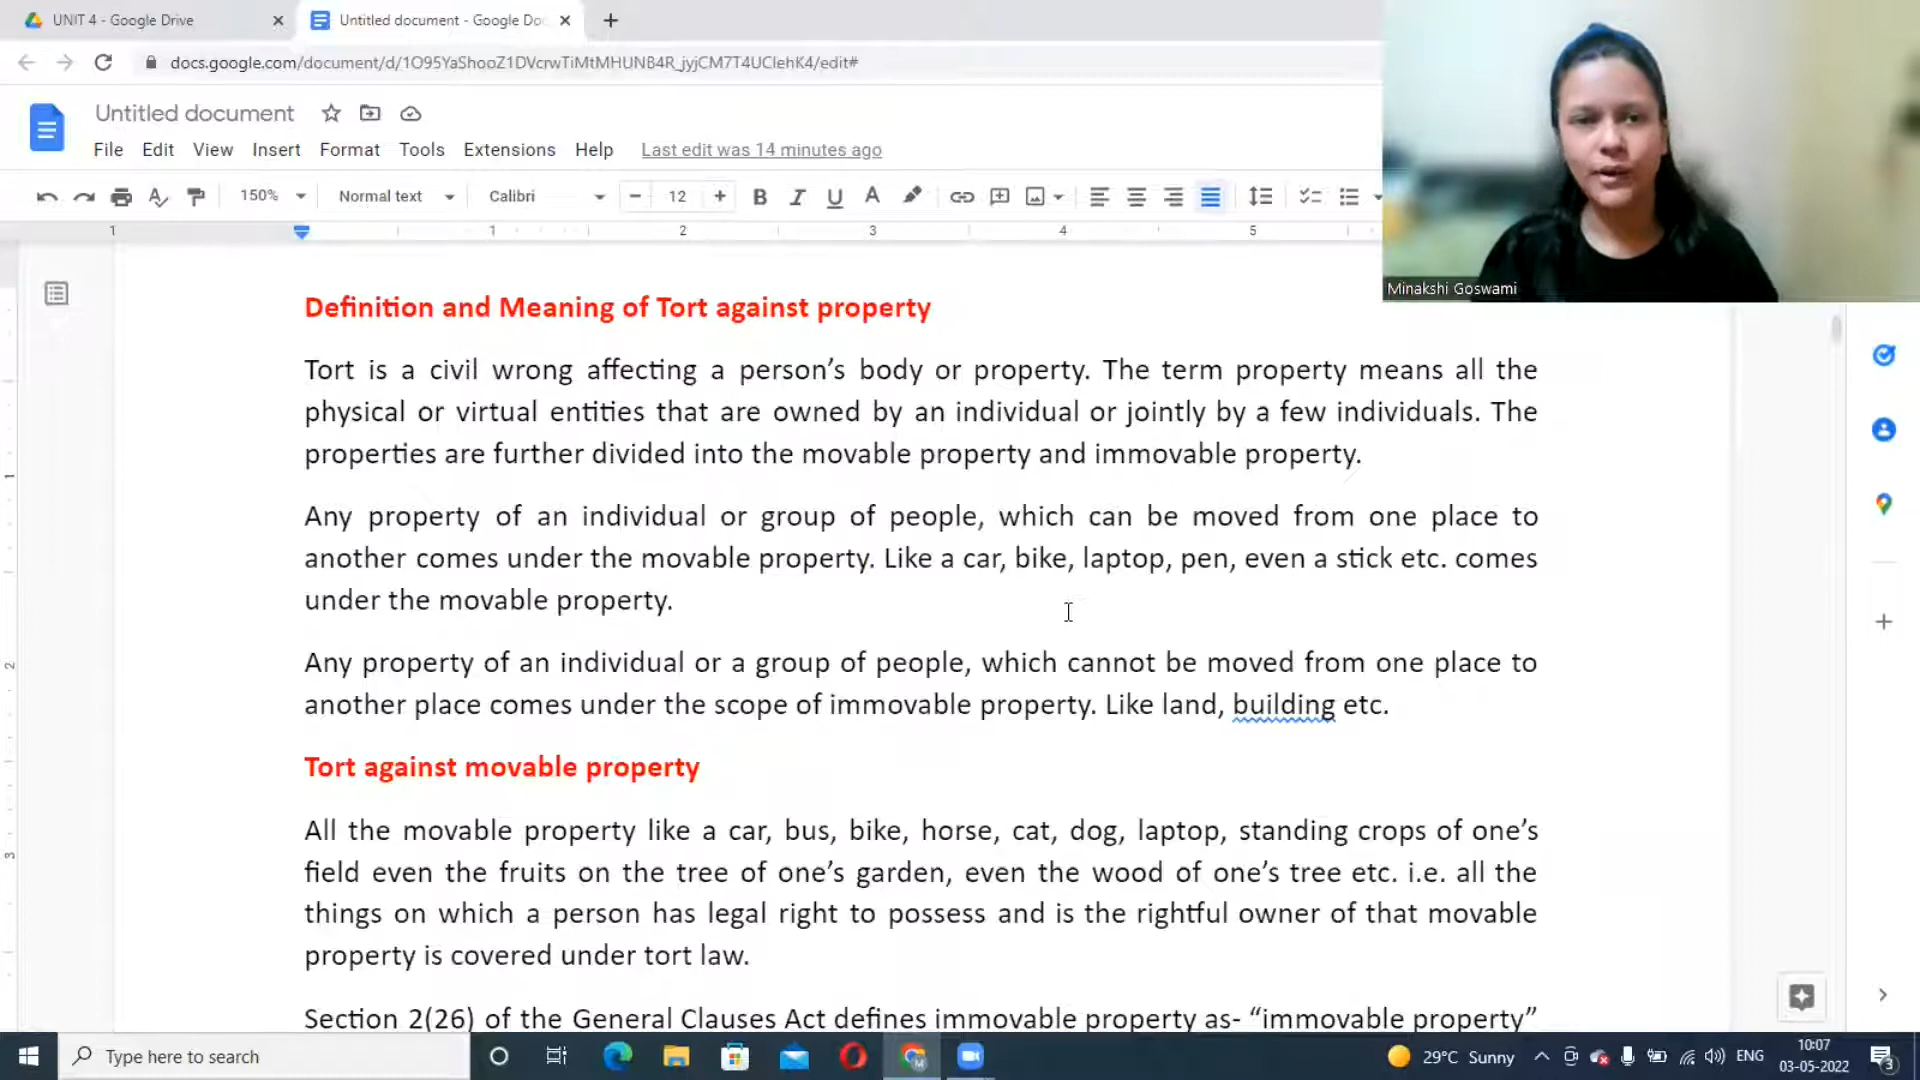 UNIT 4 - Google Drive
Untitled document - Google Doc
docs.google.com/document/d/1O95YaShooZ1DVcrwTiMtMHUNB4R_jyjCM7T4UClehK4/edit#
Untitled document
File Edit View Insert Format Tools Extensions Help Last edit was 14 minutes ago
150% Normal text Calibri 12 B I U A
1 1 2 3 4 5
Minakshi Goswami
Definition and Meaning of Tort against property
Tort is a civil wrong affecting a person’s body or property. The term property means all the
physical or virtual entities that are owned by an individual or jointly by a few individuals. The
properties are further divided into the movable property and immovable property.
1
Any property of an individual or group of people, which can be moved from one place to
another comes under the movable property. Like a car, bike, laptop, pen, even a stick etc. comes
under the movable property.
Any property of an individual or a group of people, which cannot be moved from one place to
2
another place comes under the scope of immovable property. Like land, building etc.
Tort against movable property
All the movable property like a car, bus, bike, horse, cat, dog, laptop, standing crops of one’s
3
field even the fruits on the tree of one’s garden, even the wood of one’s tree etc. i.e. all the
things on which a person has legal right to possess and is the rightful owner of that movable
property is covered under tort law.
Section 2(26) of the General Clauses Act defines immovable property as- “immovable property”
Type here to search
29°C Sunny
ENG
10:07
03-05-2022
3